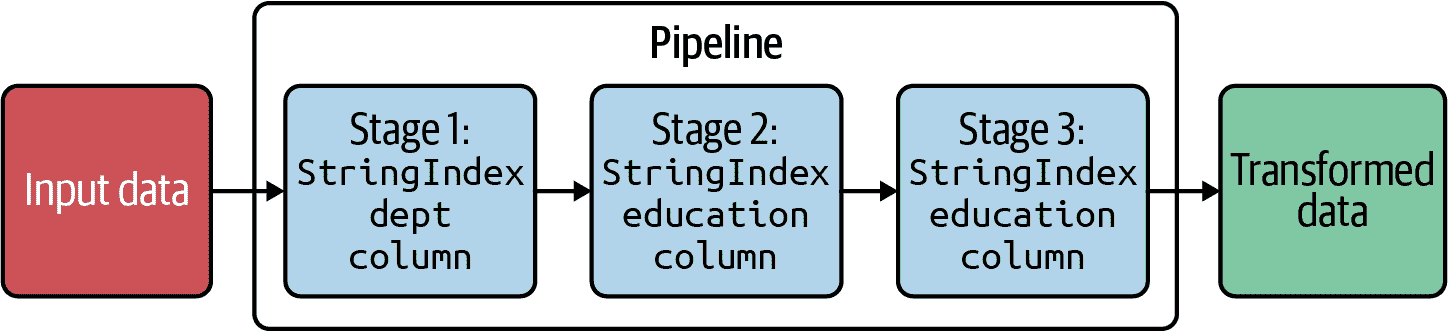 Pipeline
Input data
Stage 1:
StringIndex
dept
column
Stage 2:
StringIndex
education
column
Stage 3:
StringIndex
education
column
Transformed
data